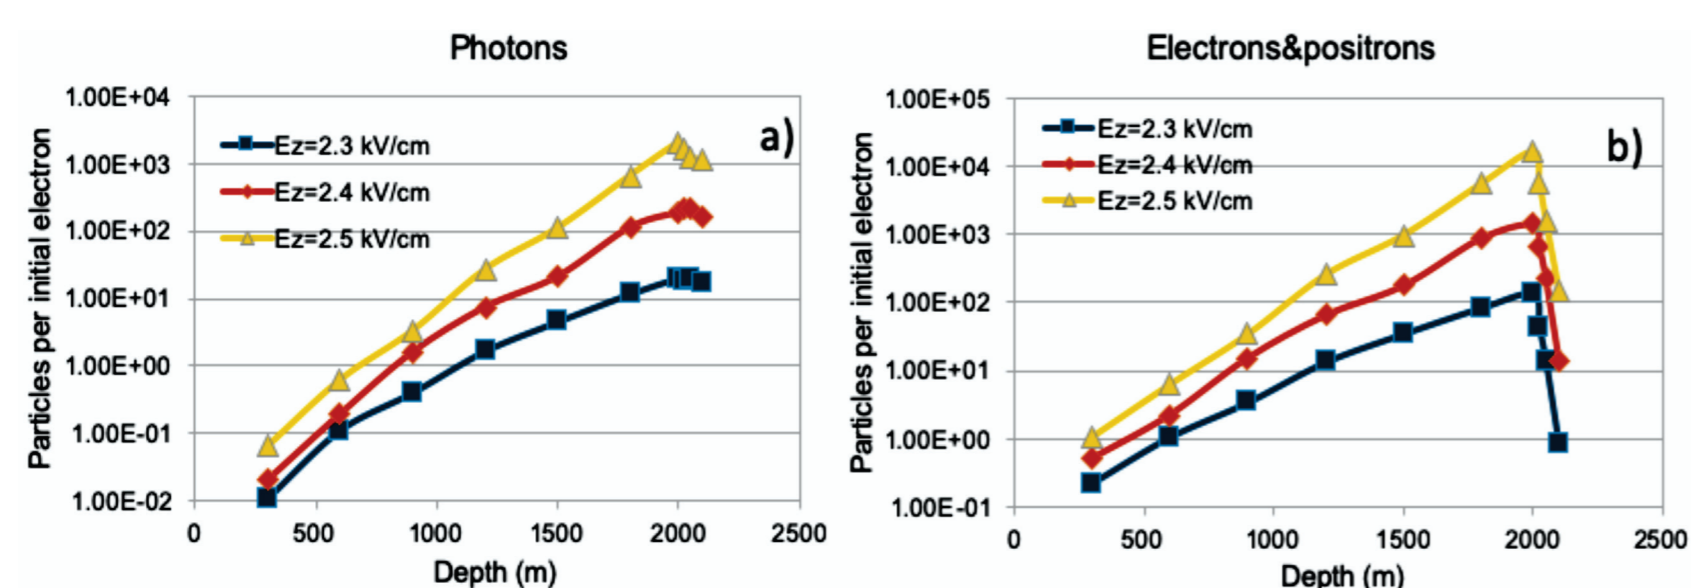 Photons
Particles per initial electron
1.00E+04
1.00E+03
1.00E+02
1.00E+01
1.00E+00
1.00E-01
1.00E-02
Ez=2.3 kV/cm
Ez=2.4 kV/cm
Ez=2.5 kV/cm
a)
0 500 1000 1500 2000 2500
Depth (m)
Electrons&positrons
Particles per initial electron
1.00E+05
1.00E+04
1.00E+03
1.00E+02
1.00E+01
1.00E+00
1.00E-01
Ez=2.3 kV/cm
Ez=2.4 kV/cm
Ez=2.5 kV/cm
b)
0 500 1000 1500 2000 2500
Depth (m)